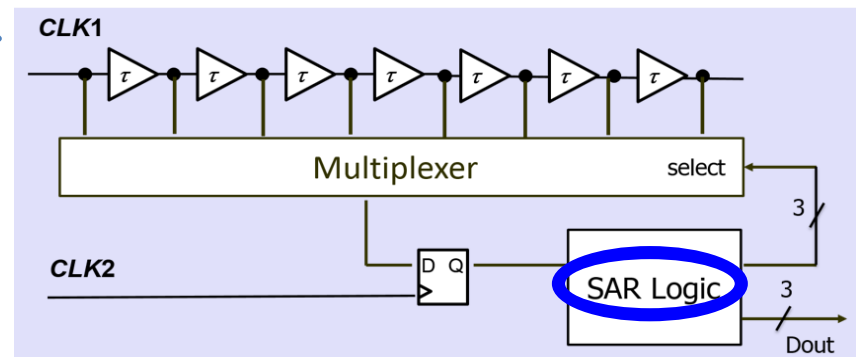 CLK1
τ τ τ τ τ τ τ
Multiplexer select
3
CLK2
D Q
SAR Logic
3
Dout